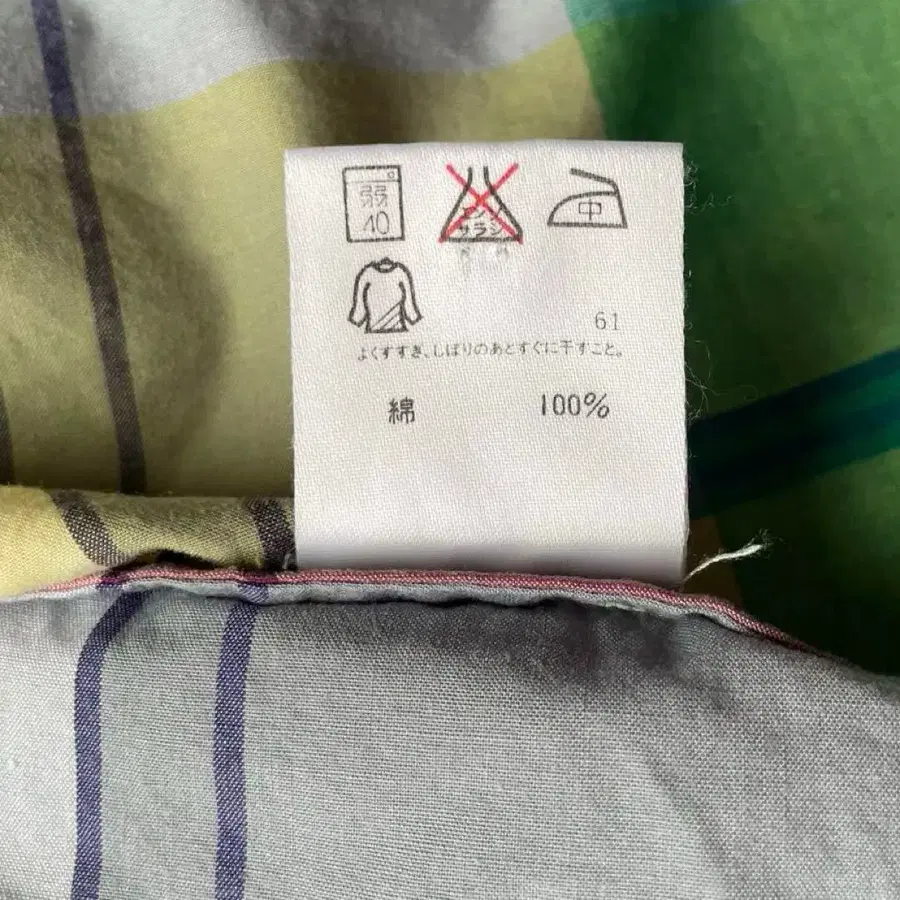 弱
40
エンソ
サラシ
中
61
よくすすぎ、しぼりのあとすぐに干すこと。
綿 100%